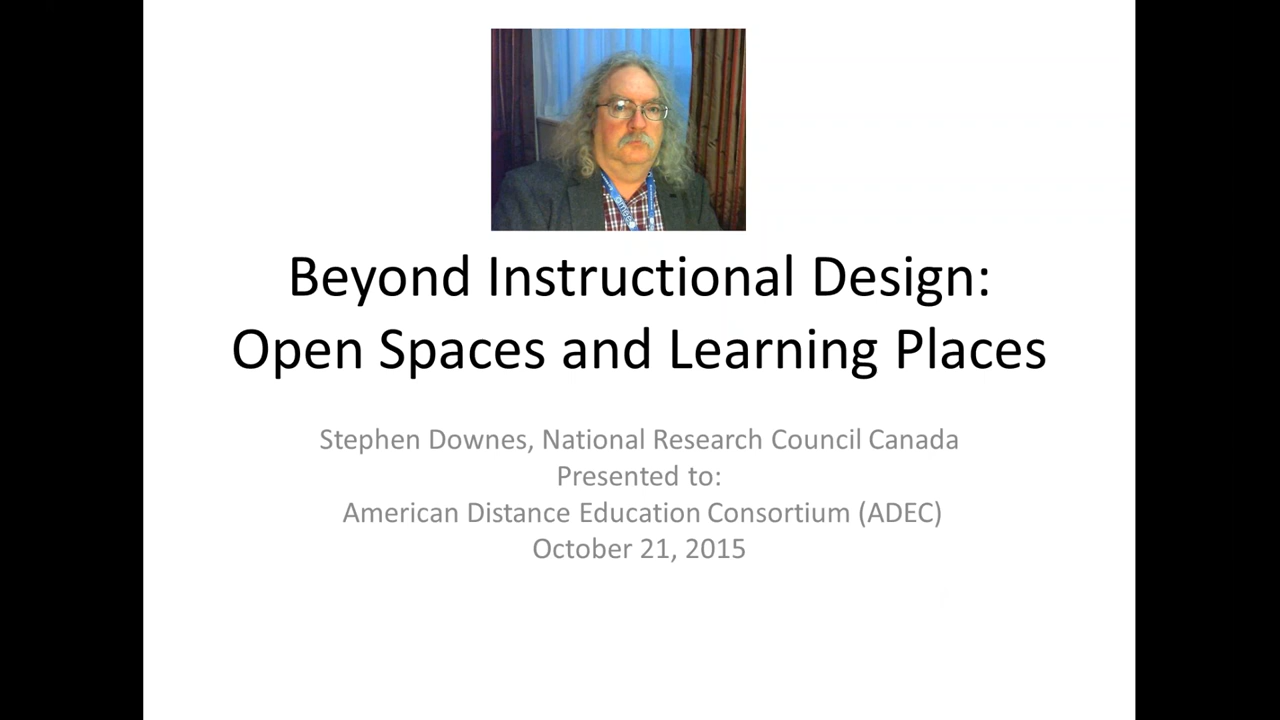 Beyond Instructional Design:
Open Spaces and Learning Places
Stephen Downes, National Research Council Canada
Presented to:
American Distance Education Consortium (ADEC)
October 21, 2015